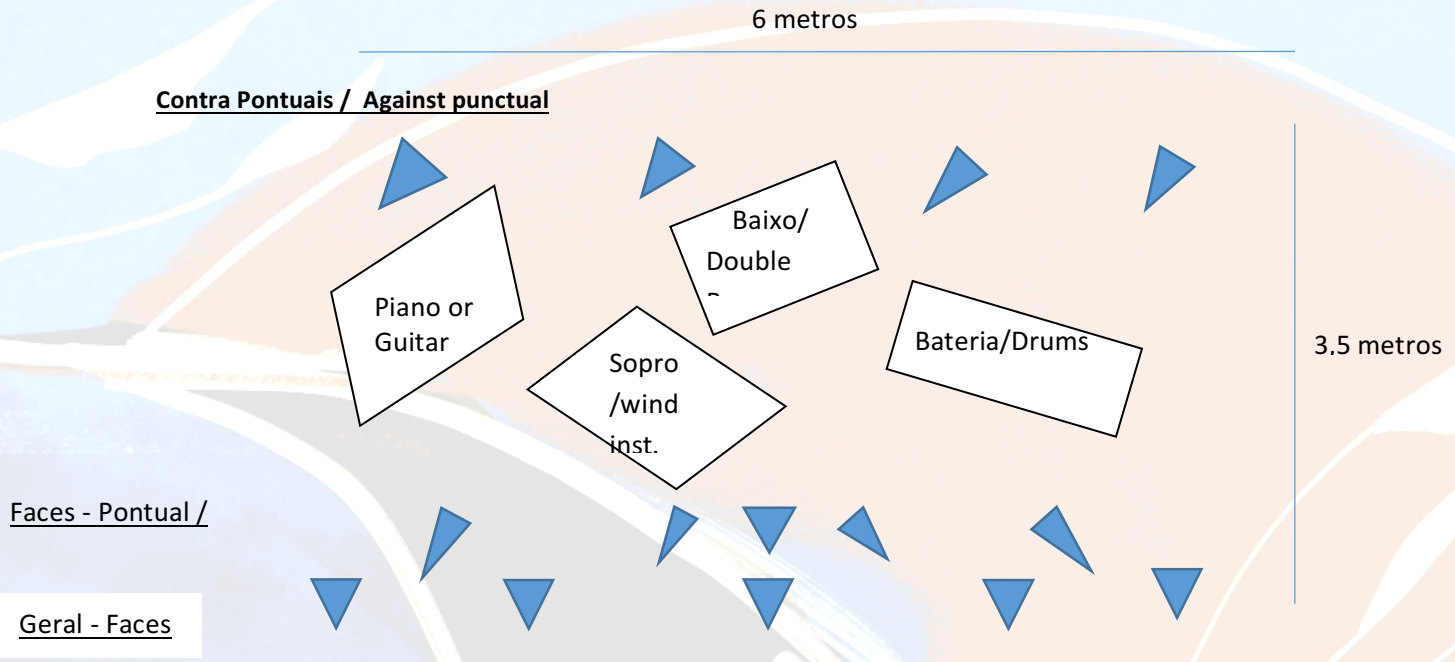 6 metros
Contra Pontuais / Against punctual
Baixo/
Double
Piano or
Guitar
Bateria/Drums
3,5 metros
Sopro
/wind
inst.
Faces - Pontual /
Geral - Faces